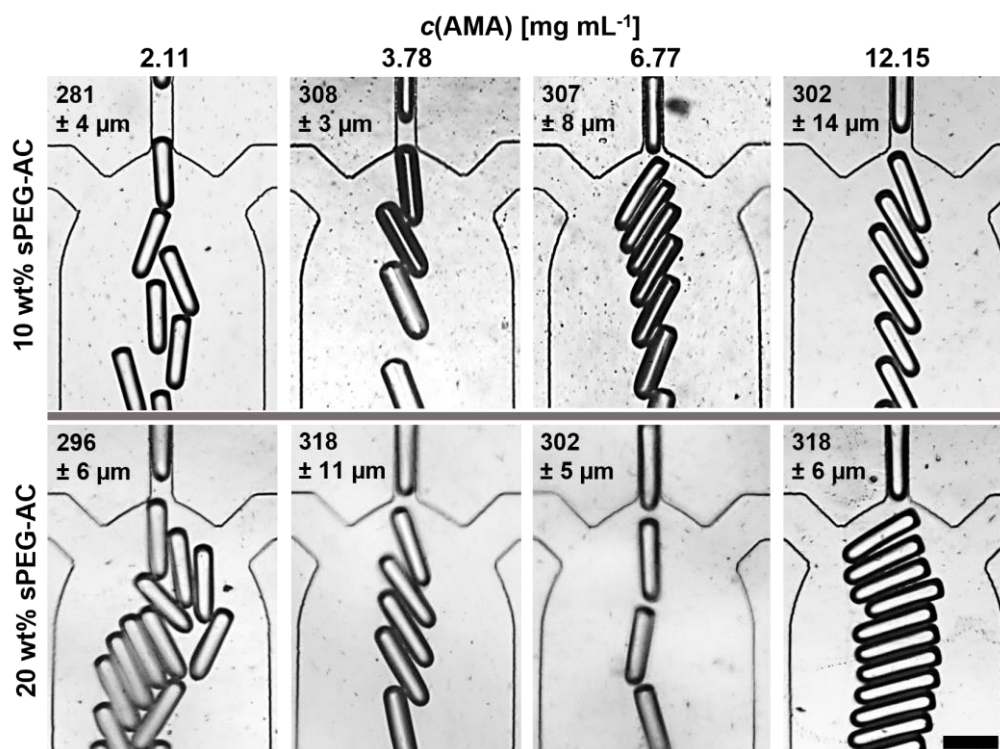 c(AMA) [mg mL⁻¹]
2.11 3.78 6.77 12.15
10 wt% sPEG-AC
281
± 4 µm
308
± 3 µm
307
± 8 µm
302
± 14 µm
20 wt% sPEG-AC
296
± 6 µm
318
± 11 µm
302
± 5 µm
318
± 6 µm